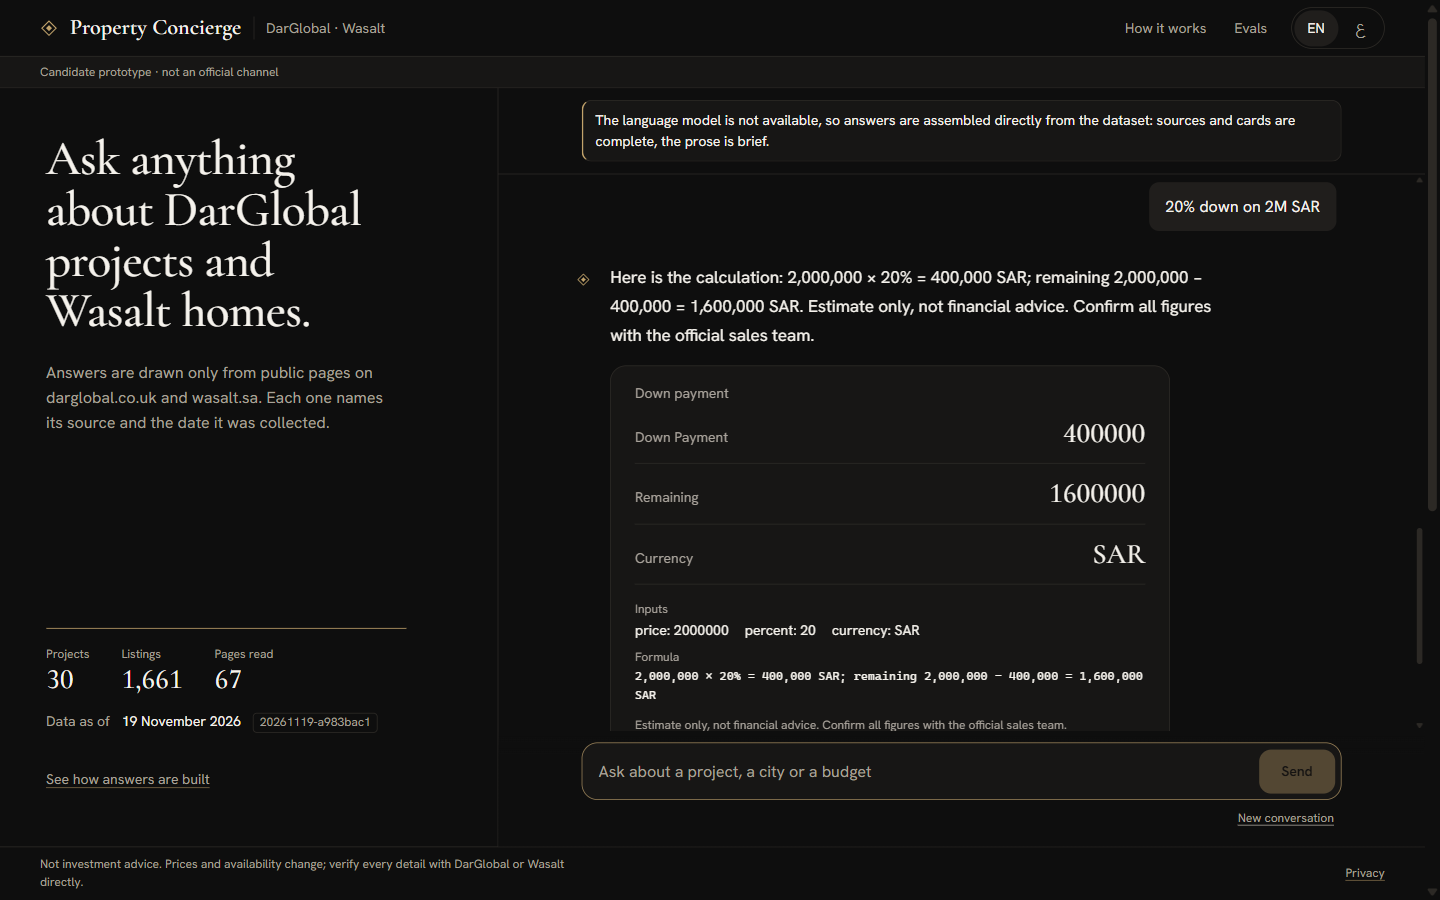 Property Concierge
DarGlobal · Wasalt
How it works
Evals
EN
ع
Candidate prototype · not an official channel
Ask anything
about DarGlobal
projects and
Wasalt homes.
Answers are drawn only from public pages on
darglobal.co.uk and wasalt.sa. Each one names
its source and the date it was collected.
Projects
Listings
Pages read
30
1,661
67
Data as of 19 November 2026 20261119-a983bac1
See how answers are built
The language model is not available, so answers are assembled directly from the dataset: sources and cards are
complete, the prose is brief.
20% down on 2M SAR
Here is the calculation: 2,000,000 × 20% = 400,000 SAR; remaining 2,000,000 −
400,000 = 1,600,000 SAR. Estimate only, not financial advice. Confirm all figures
with the official sales team.
Down payment
Down Payment 400000
Remaining 1600000
Currency SAR
Inputs
price: 2000000 percent: 20 currency: SAR
Formula
2,000,000 × 20% = 400,000 SAR; remaining 2,000,000 − 400,000 = 1,600,000
SAR
Estimate only, not financial advice. Confirm all figures with the official sales team.
Ask about a project, a city or a budget
Send
New conversation
Not investment advice. Prices and availability change; verify every detail with DarGlobal or Wasalt
directly.
Privacy